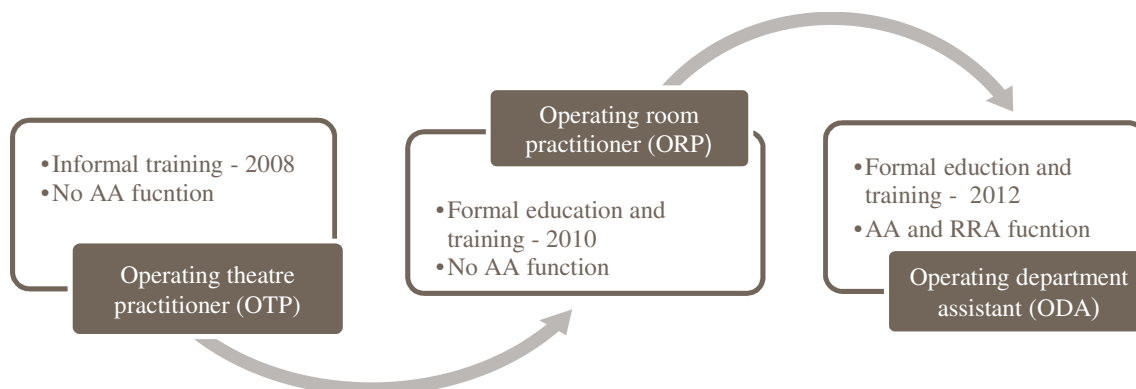 •Informal training - 2008
•No AA fucntion
Operating theatre
practitioner (OTP)
Operating room
practitioner (ORP)
•Formal education and
training - 2010
•No AA function
•Formal eduction and
training -  2012
•AA and RRA fucntion
Operating department
assistant (ODA)